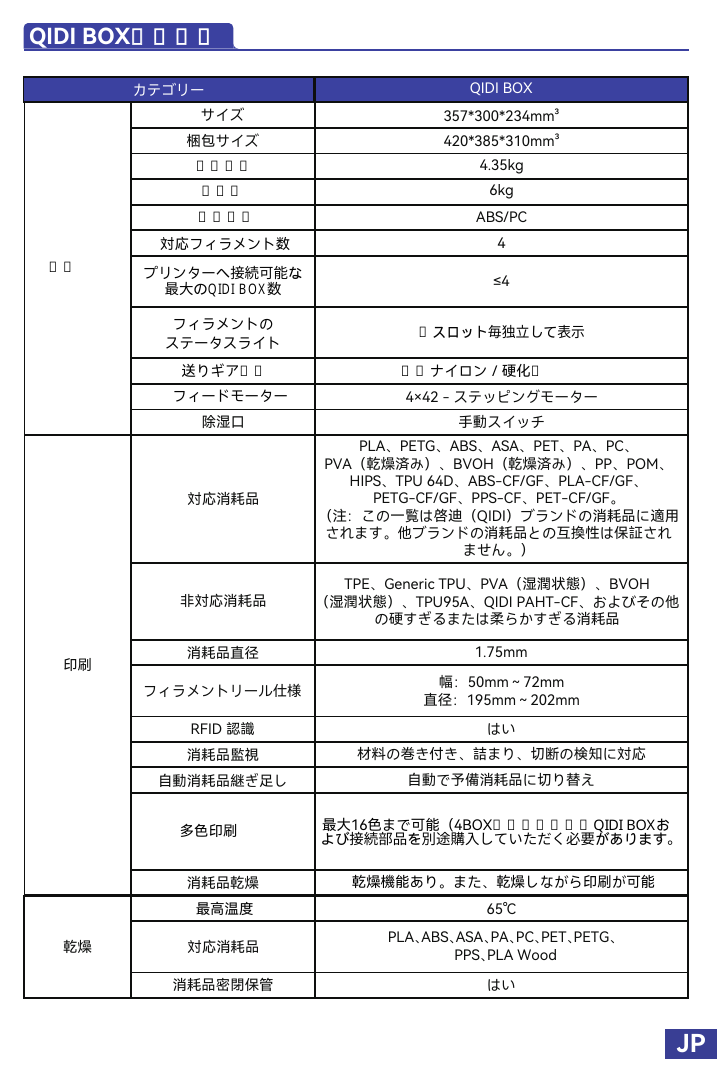 QIDI BOX
カテゴリー
QIDI BOX
サイズ
357*300*234mm³
梱包サイズ
420*385*310mm³
4.35kg
6kg
ABS/PC
対応フィラメント数
4
プリンターへ接続可能な
最大のQIDI BOX数
≤4
フィラメントの
ステータスライト
スロット毎独立して表示
送りギア
ナイロン / 硬化
フィードモーター
4×42 – ステッピングモーター
除湿口
手動スイッチ
印刷
対応消耗品
PLA、PETG、ABS、ASA、PET、PA、PC、
PVA（乾燥済み）、BVOH（乾燥済み）、PP、POM、
HIPS、TPU 64D、ABS-CF/GF、PLA-CF/GF、
PETG-CF/GF、PPS-CF、PET-CF/GF。
（注：この一覧は啓迪（QIDI）ブランドの消耗品に適用
されます。他ブランドの消耗品との互換性は保証され
ません。）
非対応消耗品
TPE、Generic TPU、PVA（湿潤状態）、BVOH
（湿潤状態）、TPU95A、QIDI PAHT-CF、およびその他
の硬すぎるまたは柔らかすぎる消耗品
消耗品直径
1.75mm
フィラメントリール仕様
幅：50mm ~ 72mm
直径：195mm ~ 202mm
RFID 認識
はい
消耗品監視
材料の巻き付き、詰まり、切断の検知に対応
自動消耗品継ぎ足し
自動で予備消耗品に切り替え
多色印刷
最大16色まで可能（4BOX QIDI BOXお
よび接続部品を別途購入していただく必要があります。
消耗品乾燥
乾燥機能あり。また、乾燥しながら印刷が可能
乾燥
最高温度
65℃
対応消耗品
PLA、ABS、ASA、PA、PC、PET、PETG、
PPS、PLA Wood
消耗品密閉保管
はい
JP